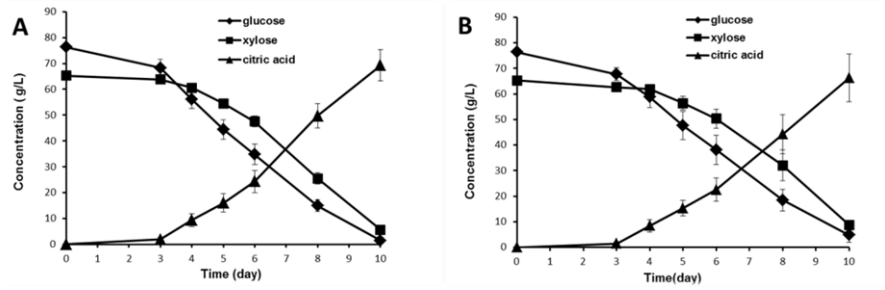 A
Concentration ( g/L)
90
80
70
60
50
40
30
20
10
0
glucose
xylose
citric acid
0 1 2 3 4 5 6 7 8 9 10
Time (day)
B
Concentration (g/L)
90
80
70
60
50
40
30
20
10
0
glucose
xylose
citric acid
0 1 2 3 4 5 6 7 8 9 10
Time(day)